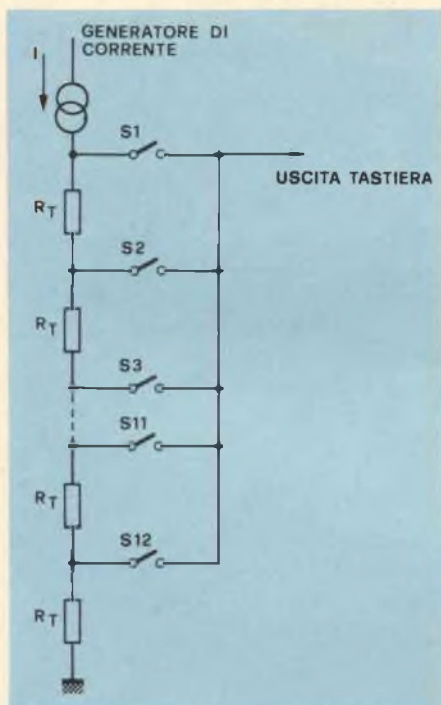 GENERATORE DI
CORRENTE
I
S1
USCITA TASTIERA
RT
S2
RT
S3
S11
RT
S12
RT